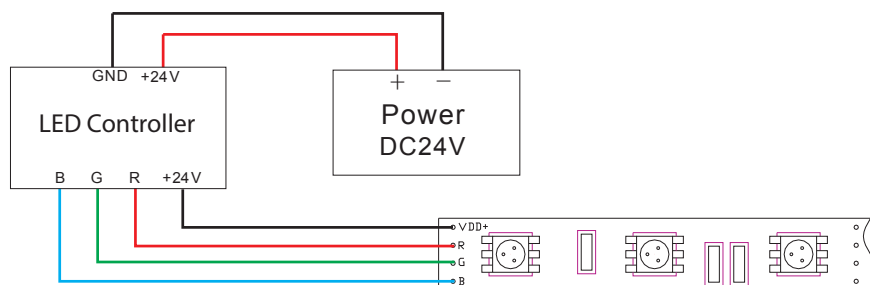 GND +24V
+ −
LED Controller
Power
DC24V
B G R +24V
VDD+
R
G
B